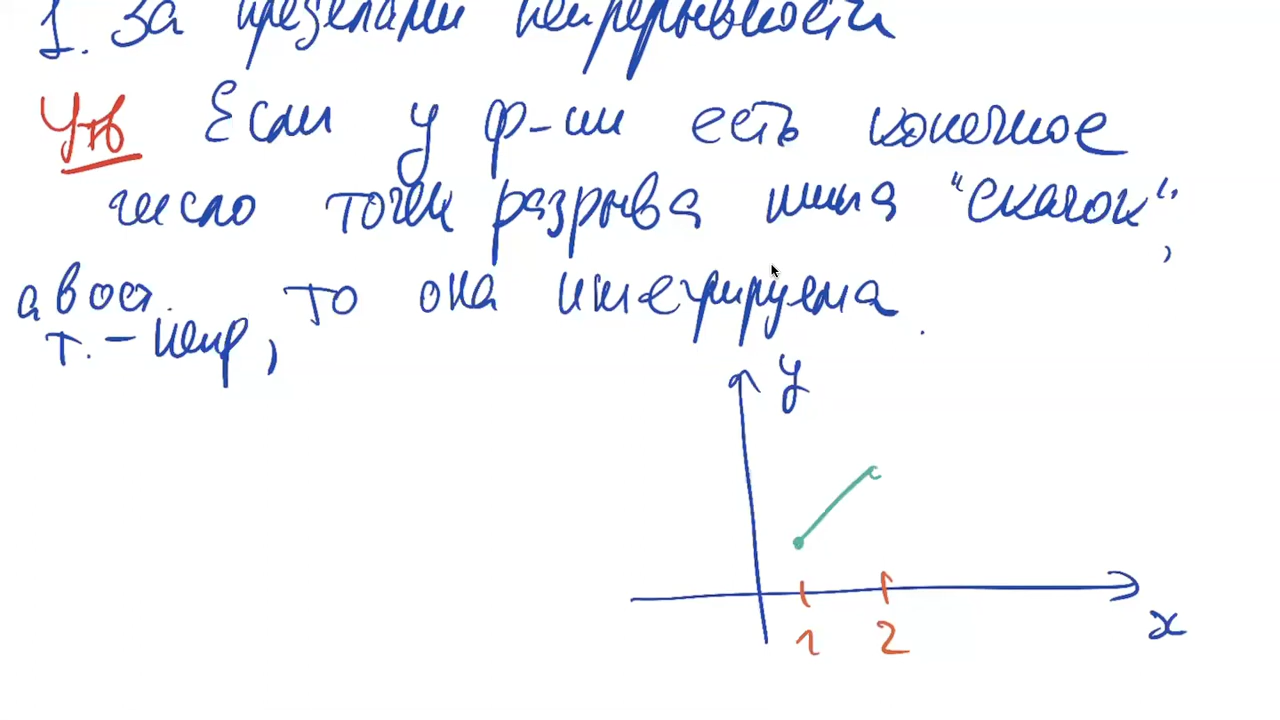 1. За пределами непрерывности
Утв Если у ф-ии есть конечное
число точек разрыва типа "скачок",
а в ост. то она интегрируема.
т. - непр,
y
x
1 2